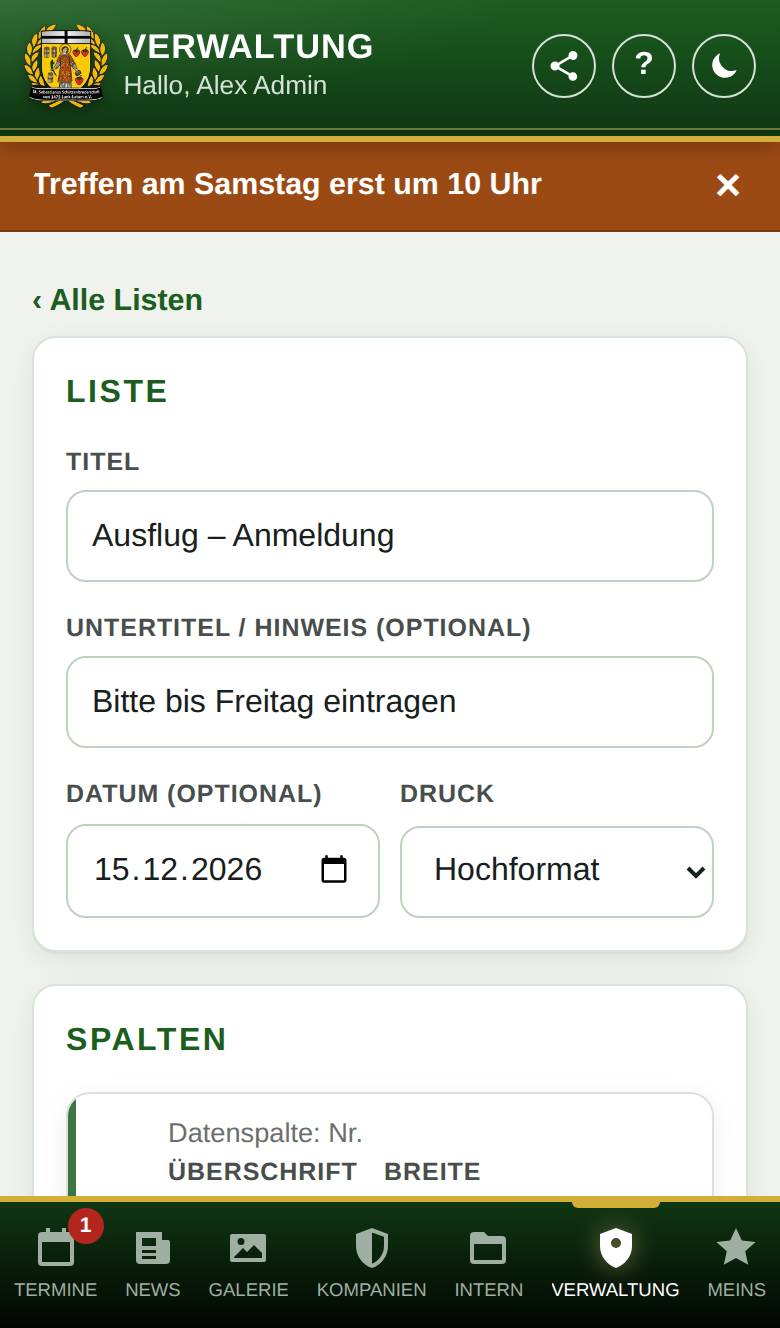 VERWALTUNG
Hallo, Alex Admin
?
Treffen am Samstag erst um 10 Uhr
×
‹ Alle Listen
LISTE
TITEL
Ausflug – Anmeldung
UNTERTITEL / HINWEIS (OPTIONAL)
Bitte bis Freitag eintragen
DATUM (OPTIONAL) DRUCK
15.12.2026 Hochformat
SPALTEN
Datenspalte: Nr.
ÜBERSCHRIFT BREITE
1
TERMINE NEWS GALERIE KOMPANIEN INTERN VERWALTUNG MEINS